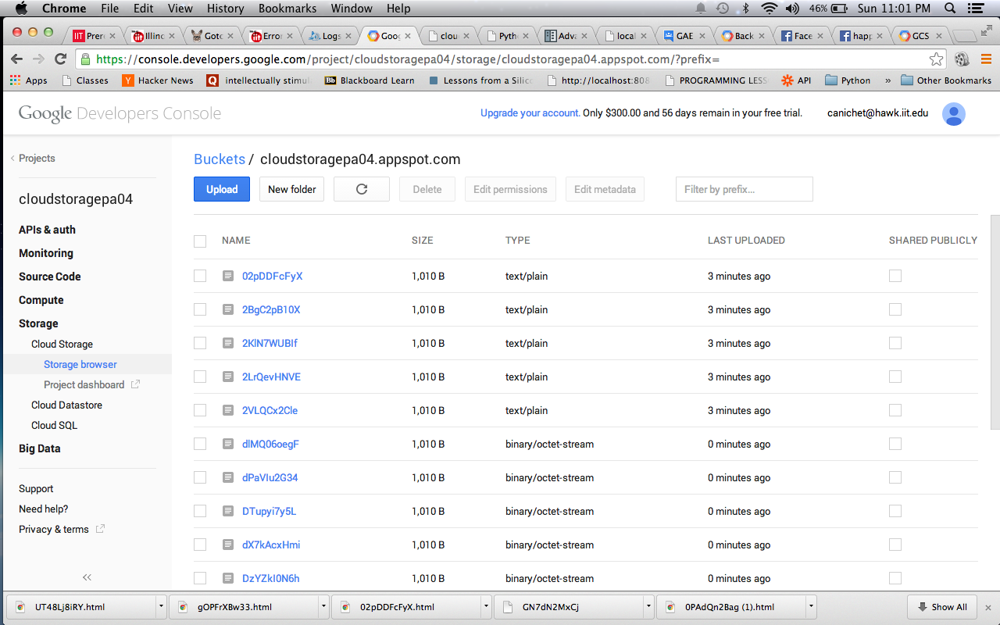 Chrome File Edit View History Bookmarks Window Help 46% Sun 11:01 PM
IIT Prere Illinc Gotc Error Logs Goog clou Pyth Adva local GAE Back Face happ GCS
https://console.developers.google.com/project/cloudstoragepa04/storage/cloudstoragepa04.appspot.com/?prefix=
Apps Classes Y Hacker News Q intellectually stimul Bb Blackboard Learn Lessons from a Silic http://localhost:808 PROGRAMMING LESS API Python » Other Bookmarks
Google Developers Console Upgrade your account. Only $300.00 and 56 days remain in your free trial. canichet@hawk.iit.edu
Projects
cloudstoragepa04
APIs & auth
Monitoring
Source Code
Compute
Storage
Cloud Storage
Storage browser
Project dashboard
Cloud Datastore
Cloud SQL
Big Data
Support
Need help?
Privacy & terms
Buckets / cloudstoragepa04.appspot.com
Upload New folder Delete Edit permissions Edit metadata Filter by prefix...
NAME SIZE TYPE LAST UPLOADED SHARED PUBLICLY
02pDDFcFyX 1,010 B text/plain 3 minutes ago
2BgC2pB10X 1,010 B text/plain 3 minutes ago
2KlN7WUBIf 1,010 B text/plain 3 minutes ago
2LrQevHNVE 1,010 B text/plain 3 minutes ago
2VLQCx2Cle 1,010 B text/plain 3 minutes ago
dlMQ06oegF 1,010 B binary/octet-stream 0 minutes ago
dPaVIu2G34 1,010 B binary/octet-stream 0 minutes ago
DTupyi7y5L 1,010 B binary/octet-stream 0 minutes ago
dX7kAcxHmi 1,010 B binary/octet-stream 0 minutes ago
DzYZkI0N6h 1,010 B binary/octet-stream 0 minutes ago
UT48Lj8iRY.html gOPFrXBw33.html 02pDDFcFyX.html GN7dN2MxCj 0PAdQn2Bag (1).html Show All